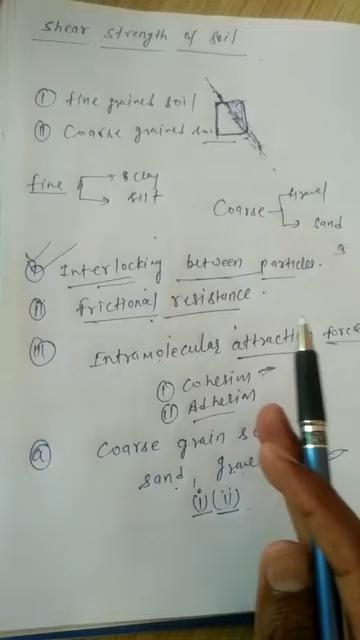 Shear strength of soil
(I) fine grained soil
(II) Coarse grained soil
fine
clay
silt
Coarse
Gravel
sand
(i) Interlocking between particles.
(ii) frictional resistance.
(iii) Intramolecular attraction force
(i) Cohesion
(ii) Adhesion
(a) Coarse grain
sand,
(i) (ii)